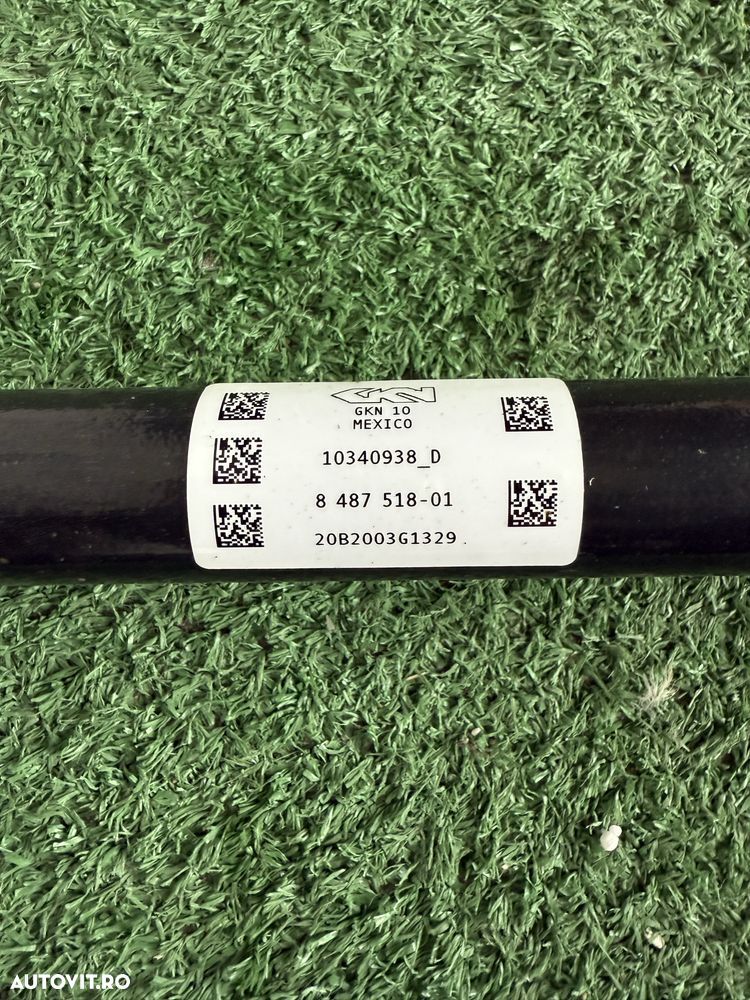 GKN
GKN 10
MEXICO
10340938_D
8 487 518-01
20B2003G1329
AUTOVIT.RO